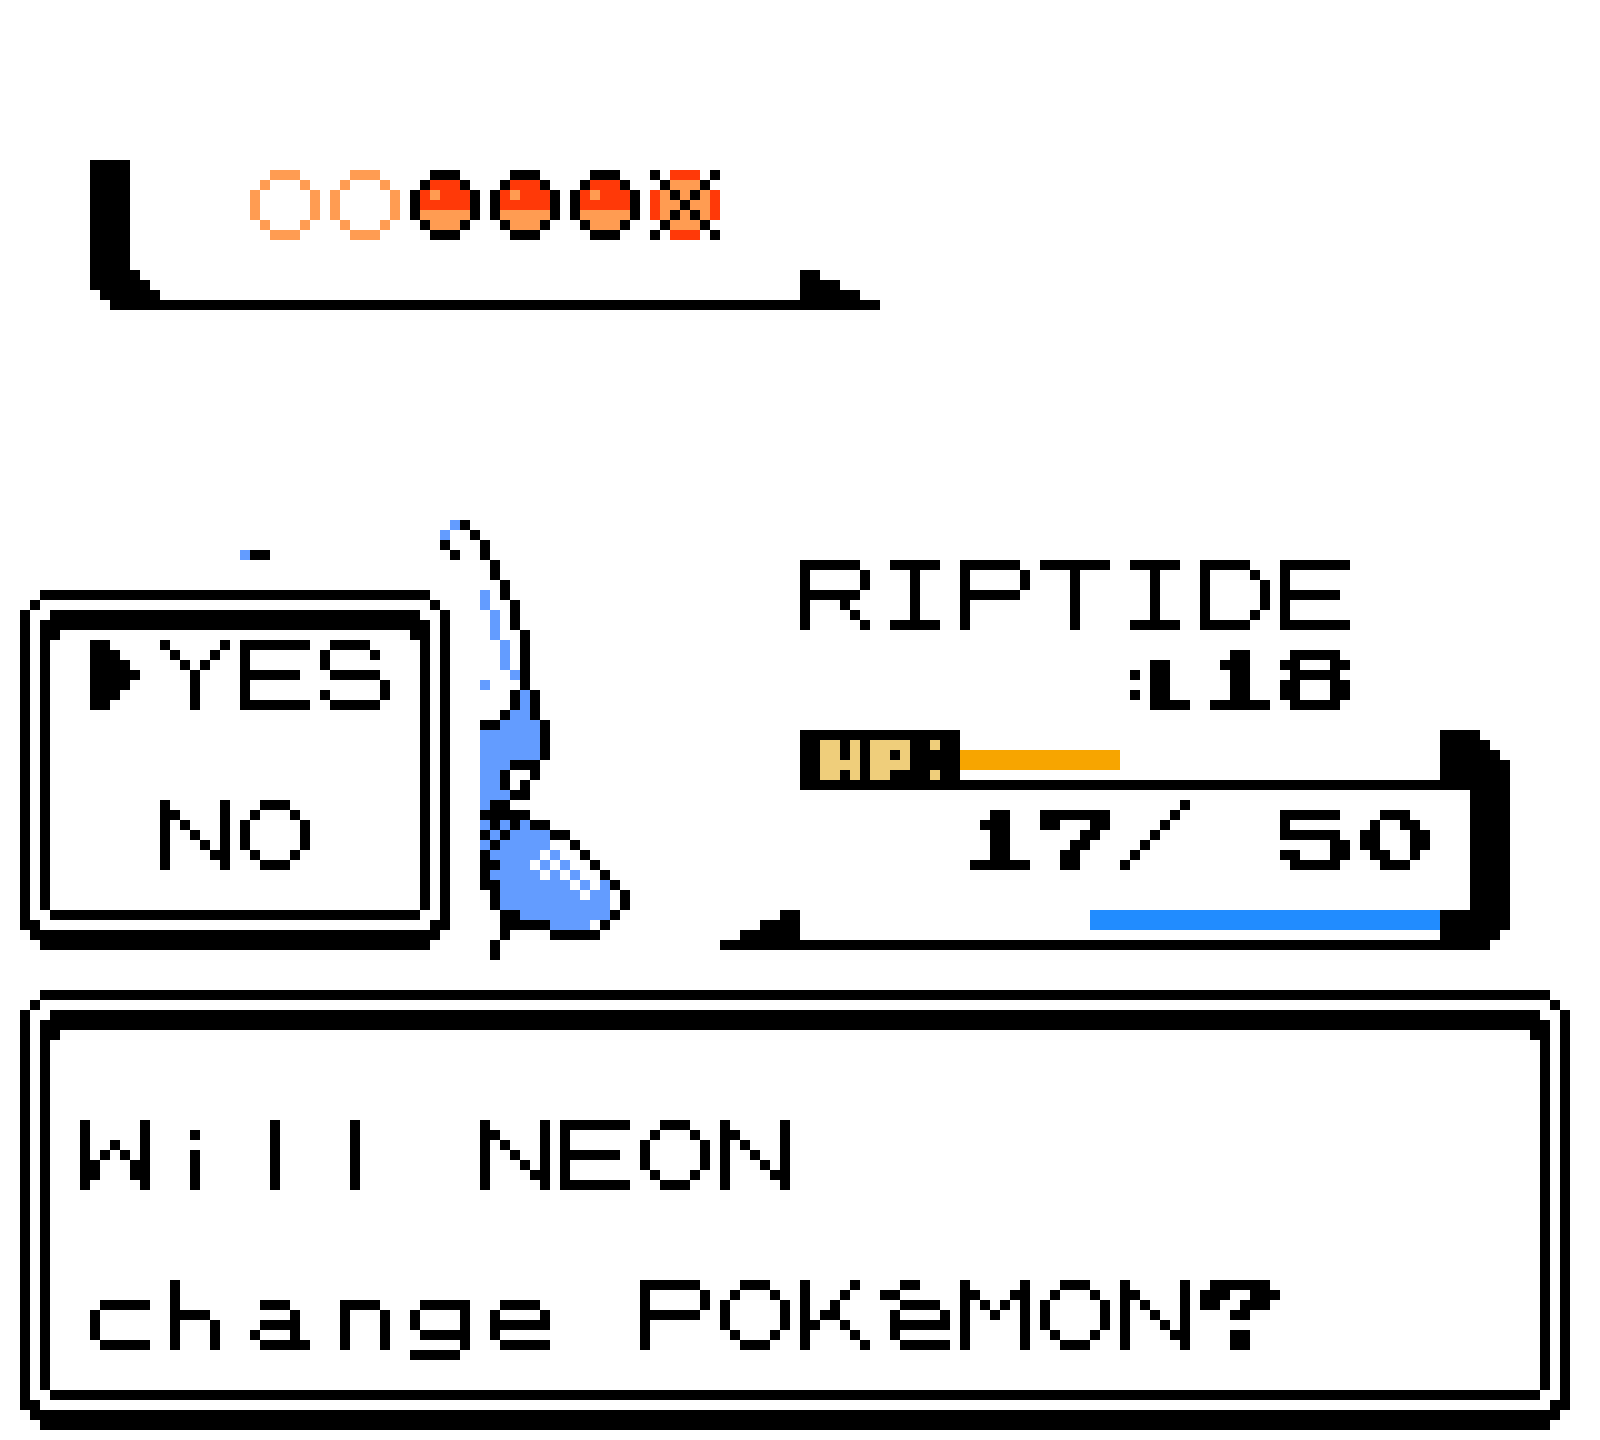 RIPTIDE
:L18
▶YES
HP:
17/ 50
NO
Will NEON
change POKéMON?